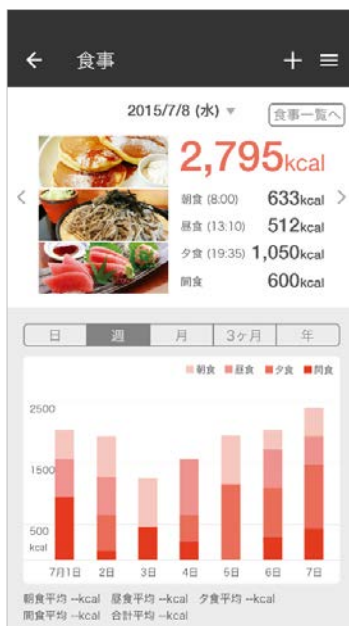 食事
2015/7/8 (水)
食事一覧へ
2,795kcal
朝食 (8:00) 633kcal
昼食 (13:10) 512kcal
夕食 (19:35) 1,050kcal
間食 600kcal
日 週 月 3ヶ月 年
朝食 昼食 夕食 間食
2500
1500
500
kcal
7月1日 2日 3日 4日 5日 6日 7日
朝食平均 --kcal 昼食平均 --kcal 夕食平均 --kcal
間食平均 --kcal 合計平均 --kcal